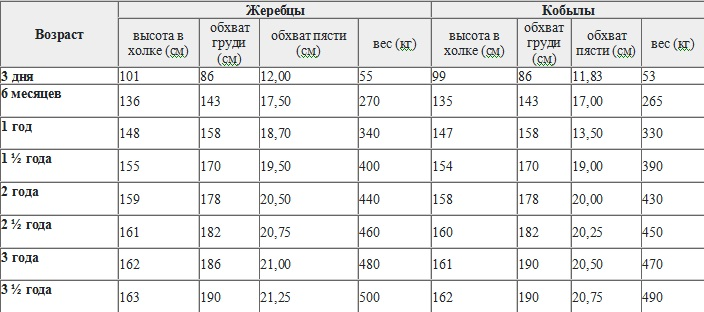 Возраст Жеребцы Кобылы
высота в холке (см) обхват груди (см) обхват пясти (см) вес (кг) высота в холке (см) обхват груди (см) обхват пясти (см) вес (кг)
3 дня 101 86 12,00 55 99 86 11,83 53
6 месяцев 136 143 17,50 270 135 143 17,00 265
1 год 148 158 18,70 340 147 158 13,50 330
1 ½ года 155 170 19,50 400 154 170 19,00 390
2 года 159 178 20,50 440 158 178 20,00 430
2 ½ года 161 182 20,75 460 160 182 20,25 450
3 года 162 186 21,00 480 161 190 20,50 470
3 ½ года 163 190 21,25 500 162 190 20,75 490